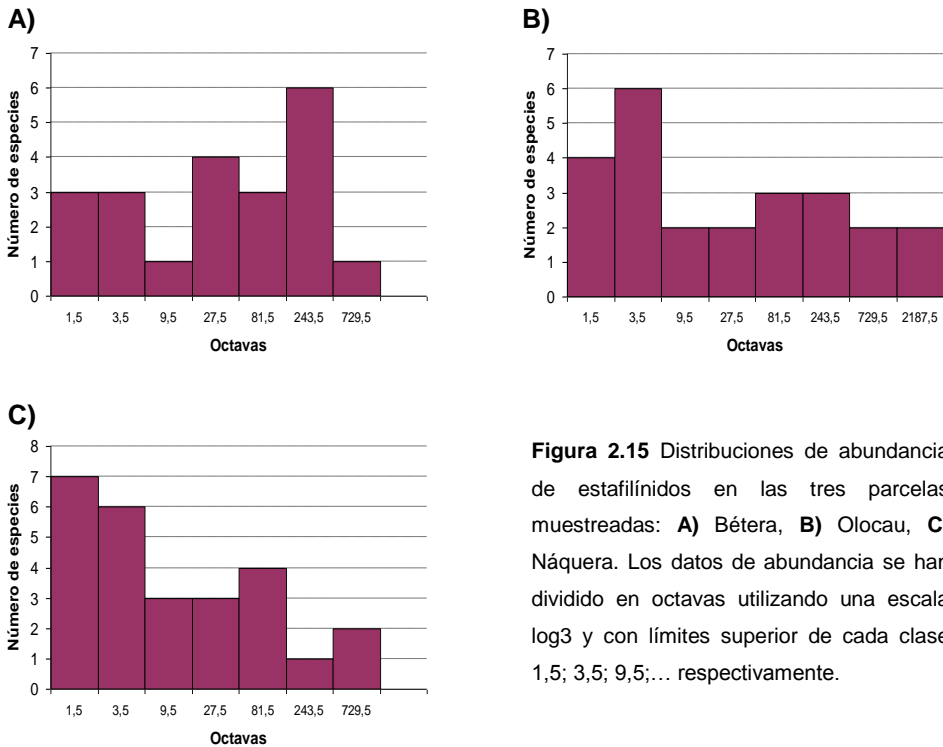 A)
7
6
5
4
3
2
1
0
Número de especies
1,5 3,5 9,5 27,5 81,5 243,5 729,5
Octavas
B)
7
6
5
4
3
2
1
0
Número de especies
1,5 3,5 9,5 27,5 81,5 243,5 729,5 2187,5
Octavas
C)
8
7
6
5
4
3
2
1
0
Número de especies
1,5 3,5 9,5 27,5 81,5 243,5 729,5
Octavas
Figura 2.15 Distribuciones de abundancia
de estafilínidos en las tres parcelas
muestreadas: A) Bétera, B) Olocau, C
Náquera. Los datos de abundancia se han
dividido en octavas utilizando una escala
log3 y con límites superior de cada clase
1,5; 3,5; 9,5;… respectivamente.